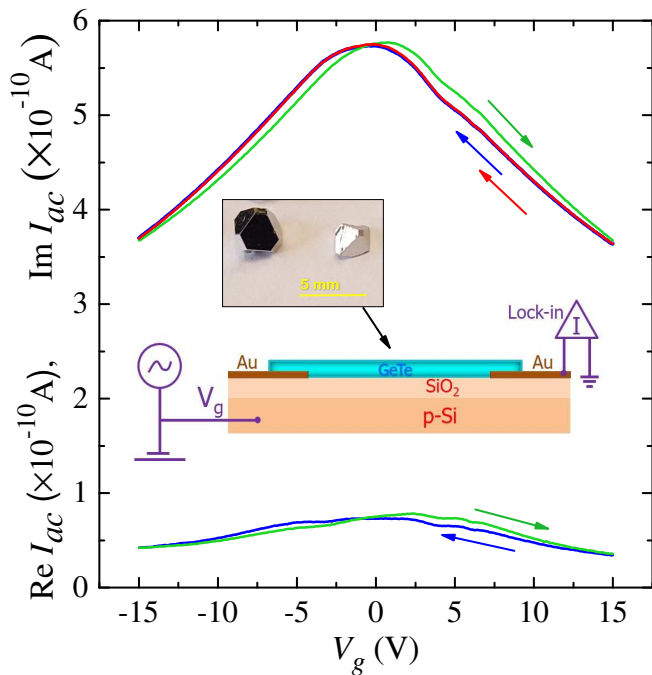 6
5
4
3
2
1
0
Re I_ac (×10⁻¹⁰ A), Im I_ac (×10⁻¹⁰ A)
5 mm
Lock-in
I
Au
GeTe
Au
SiO₂
V_g
p-Si
-15 -10 -5 0 5 10 15
V_g (V)